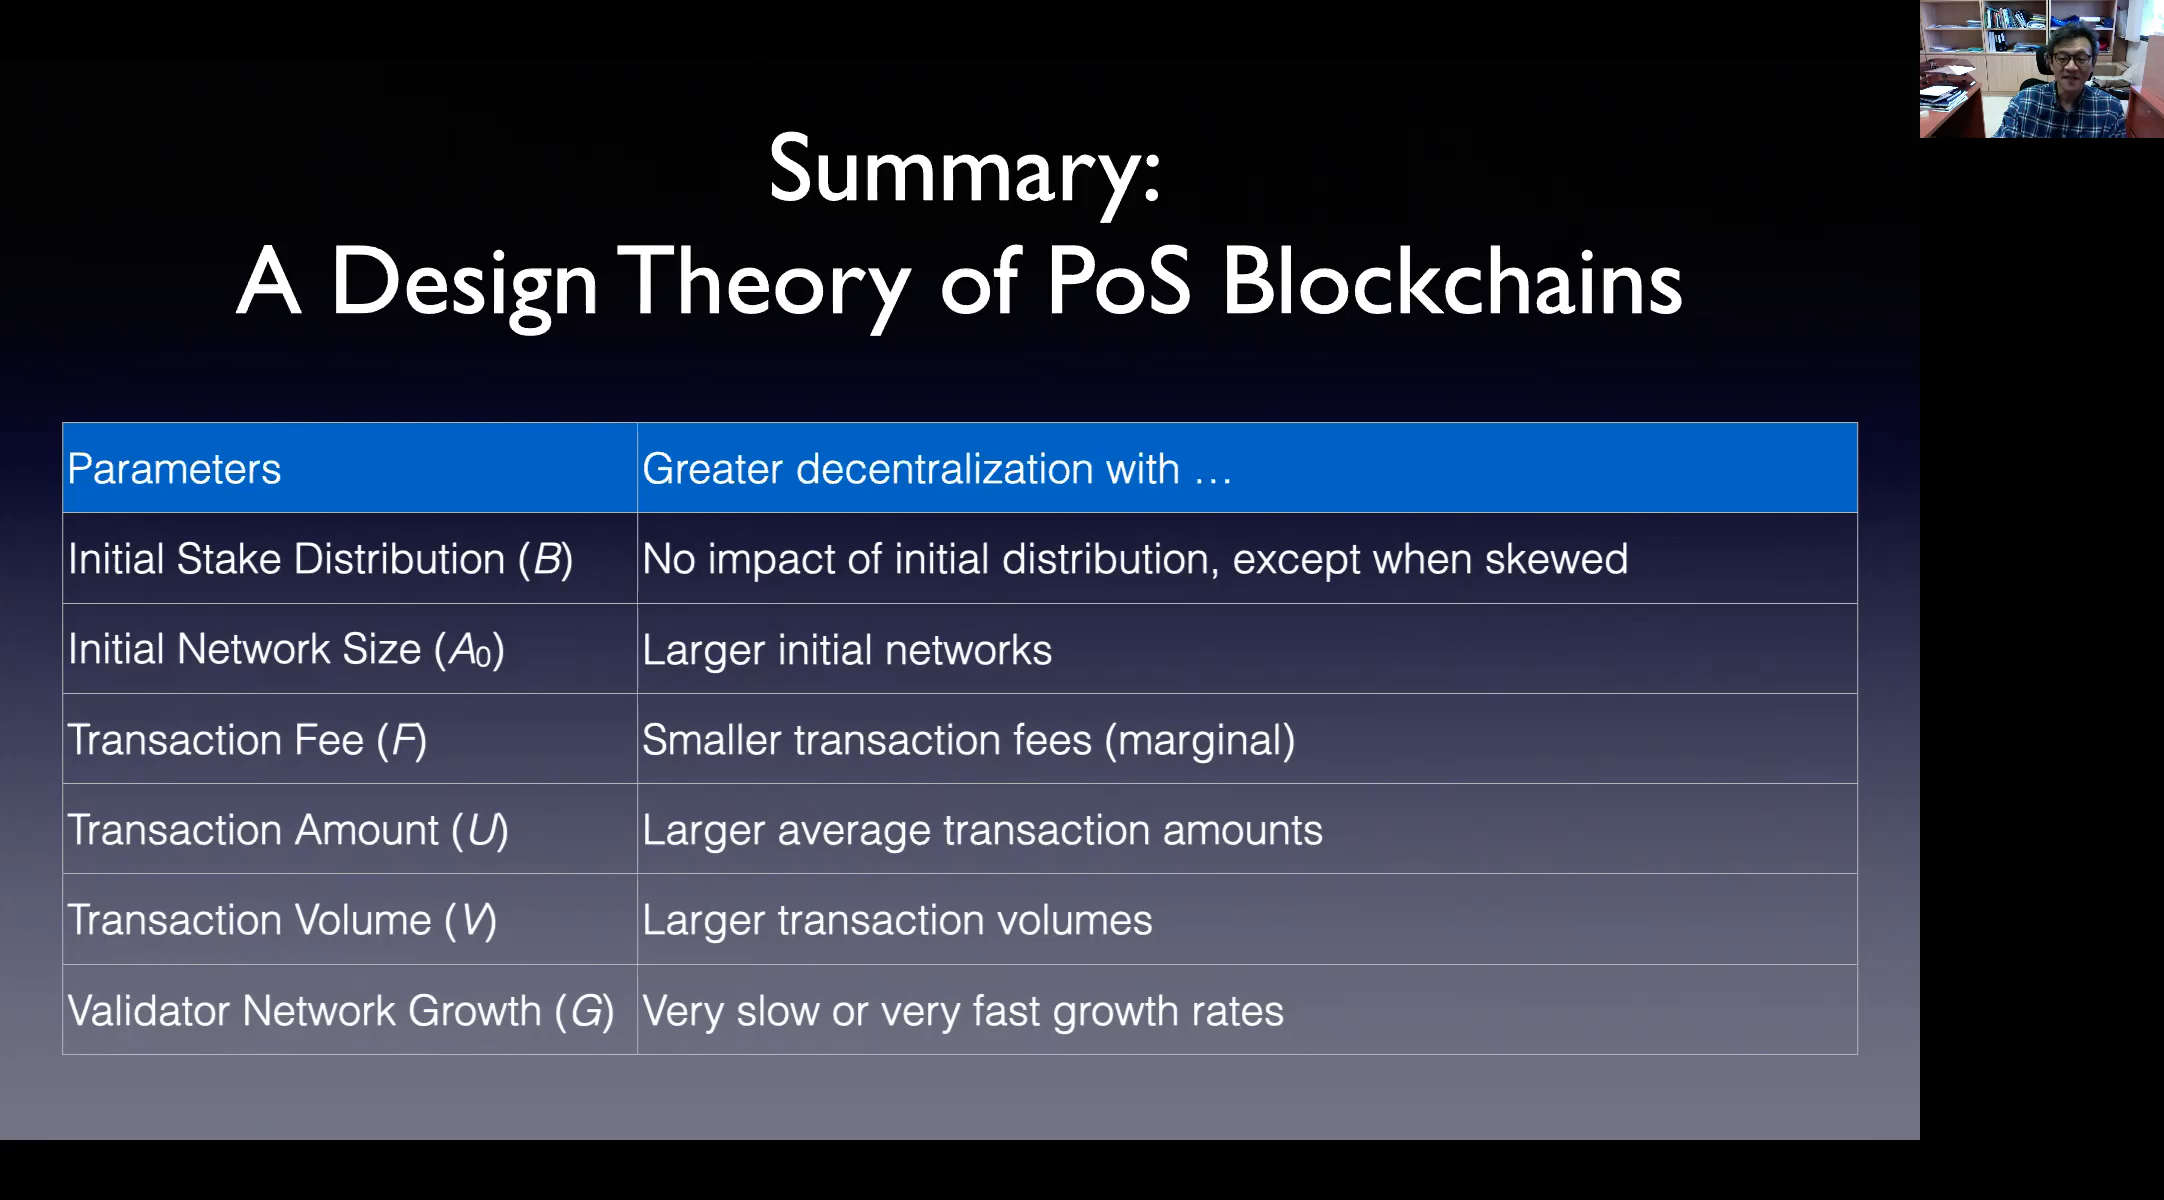 Summary:
A Design Theory of PoS Blockchains
Parameters
Greater decentralization with …
Initial Stake Distribution (B)
No impact of initial distribution, except when skewed
Initial Network Size (A₀)
Larger initial networks
Transaction Fee (F)
Smaller transaction fees (marginal)
Transaction Amount (U)
Larger average transaction amounts
Transaction Volume (V)
Larger transaction volumes
Validator Network Growth (G)
Very slow or very fast growth rates